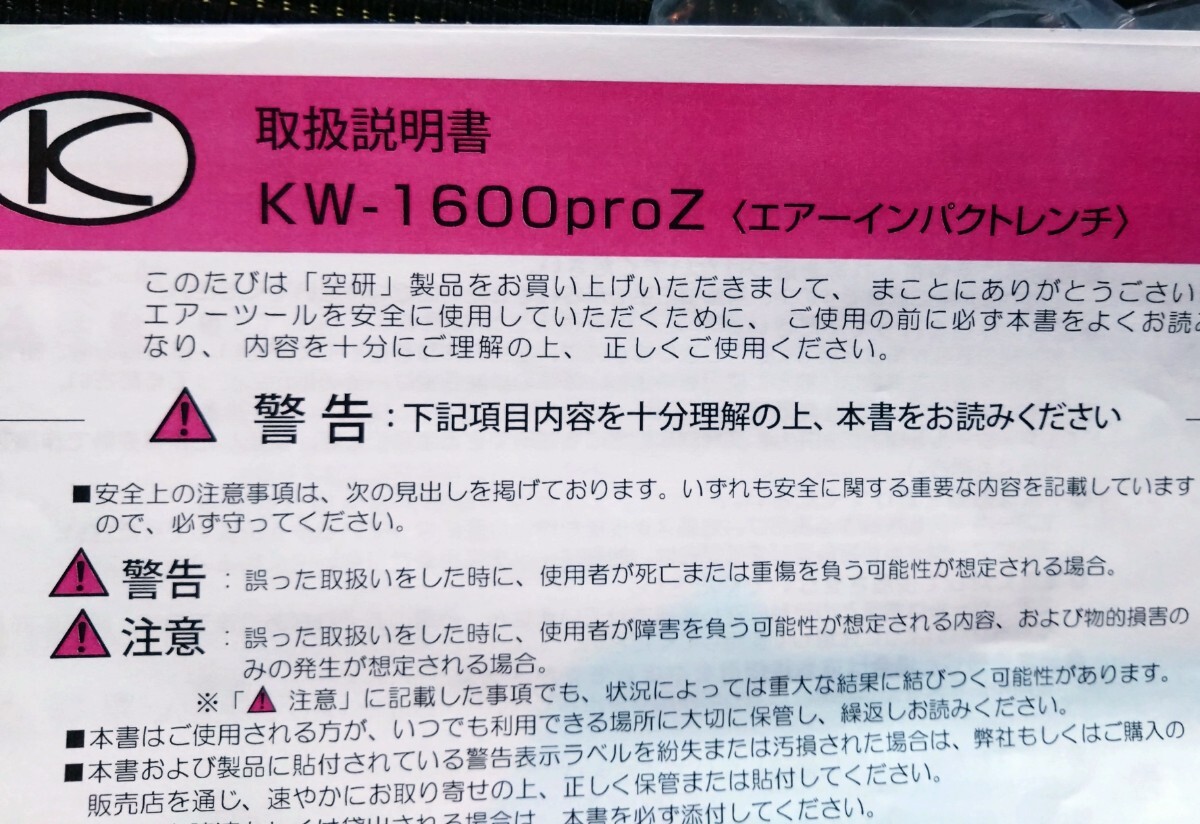 K
取扱説明書
KW-1600proZ〈エアーインパクトレンチ〉
このたびは「空研」製品をお買い上げいただきまして、 まことにありがとうござい
エアーツールを安全に使用していただくために、 ご使用の前に必ず本書をよくお読み
なり、 内容を十分にご理解の上、 正しくご使用ください。
警告:下記項目内容を十分理解の上、本書をお読みください
■安全上の注意事項は、次の見出しを掲げております。いずれも安全に関する重要な内容を記載しています
ので、必ず守ってください。
警告:誤った取扱いをした時に、使用者が死亡または重傷を負う可能性が想定される場合。
注意:誤った取扱いをした時に、使用者が障害を負う可能性が想定される内容、および物的損害の
みの発生が想定される場合。
※「⚠注意」に記載した事項でも、状況によっては重大な結果に結びつく可能性があります。
■本書はご使用される方が、いつでも利用できる場所に大切に保管し、繰返しお読みください。
■本書および製品に貼付されている警告表示ラベルを紛失または汚損された場合は、弊社もしくはご購入の
販売店を通じ、速やかにお取り寄せの上、正しく保管または貼付してください。
貸出される場合は、本書を必ず添付してください。